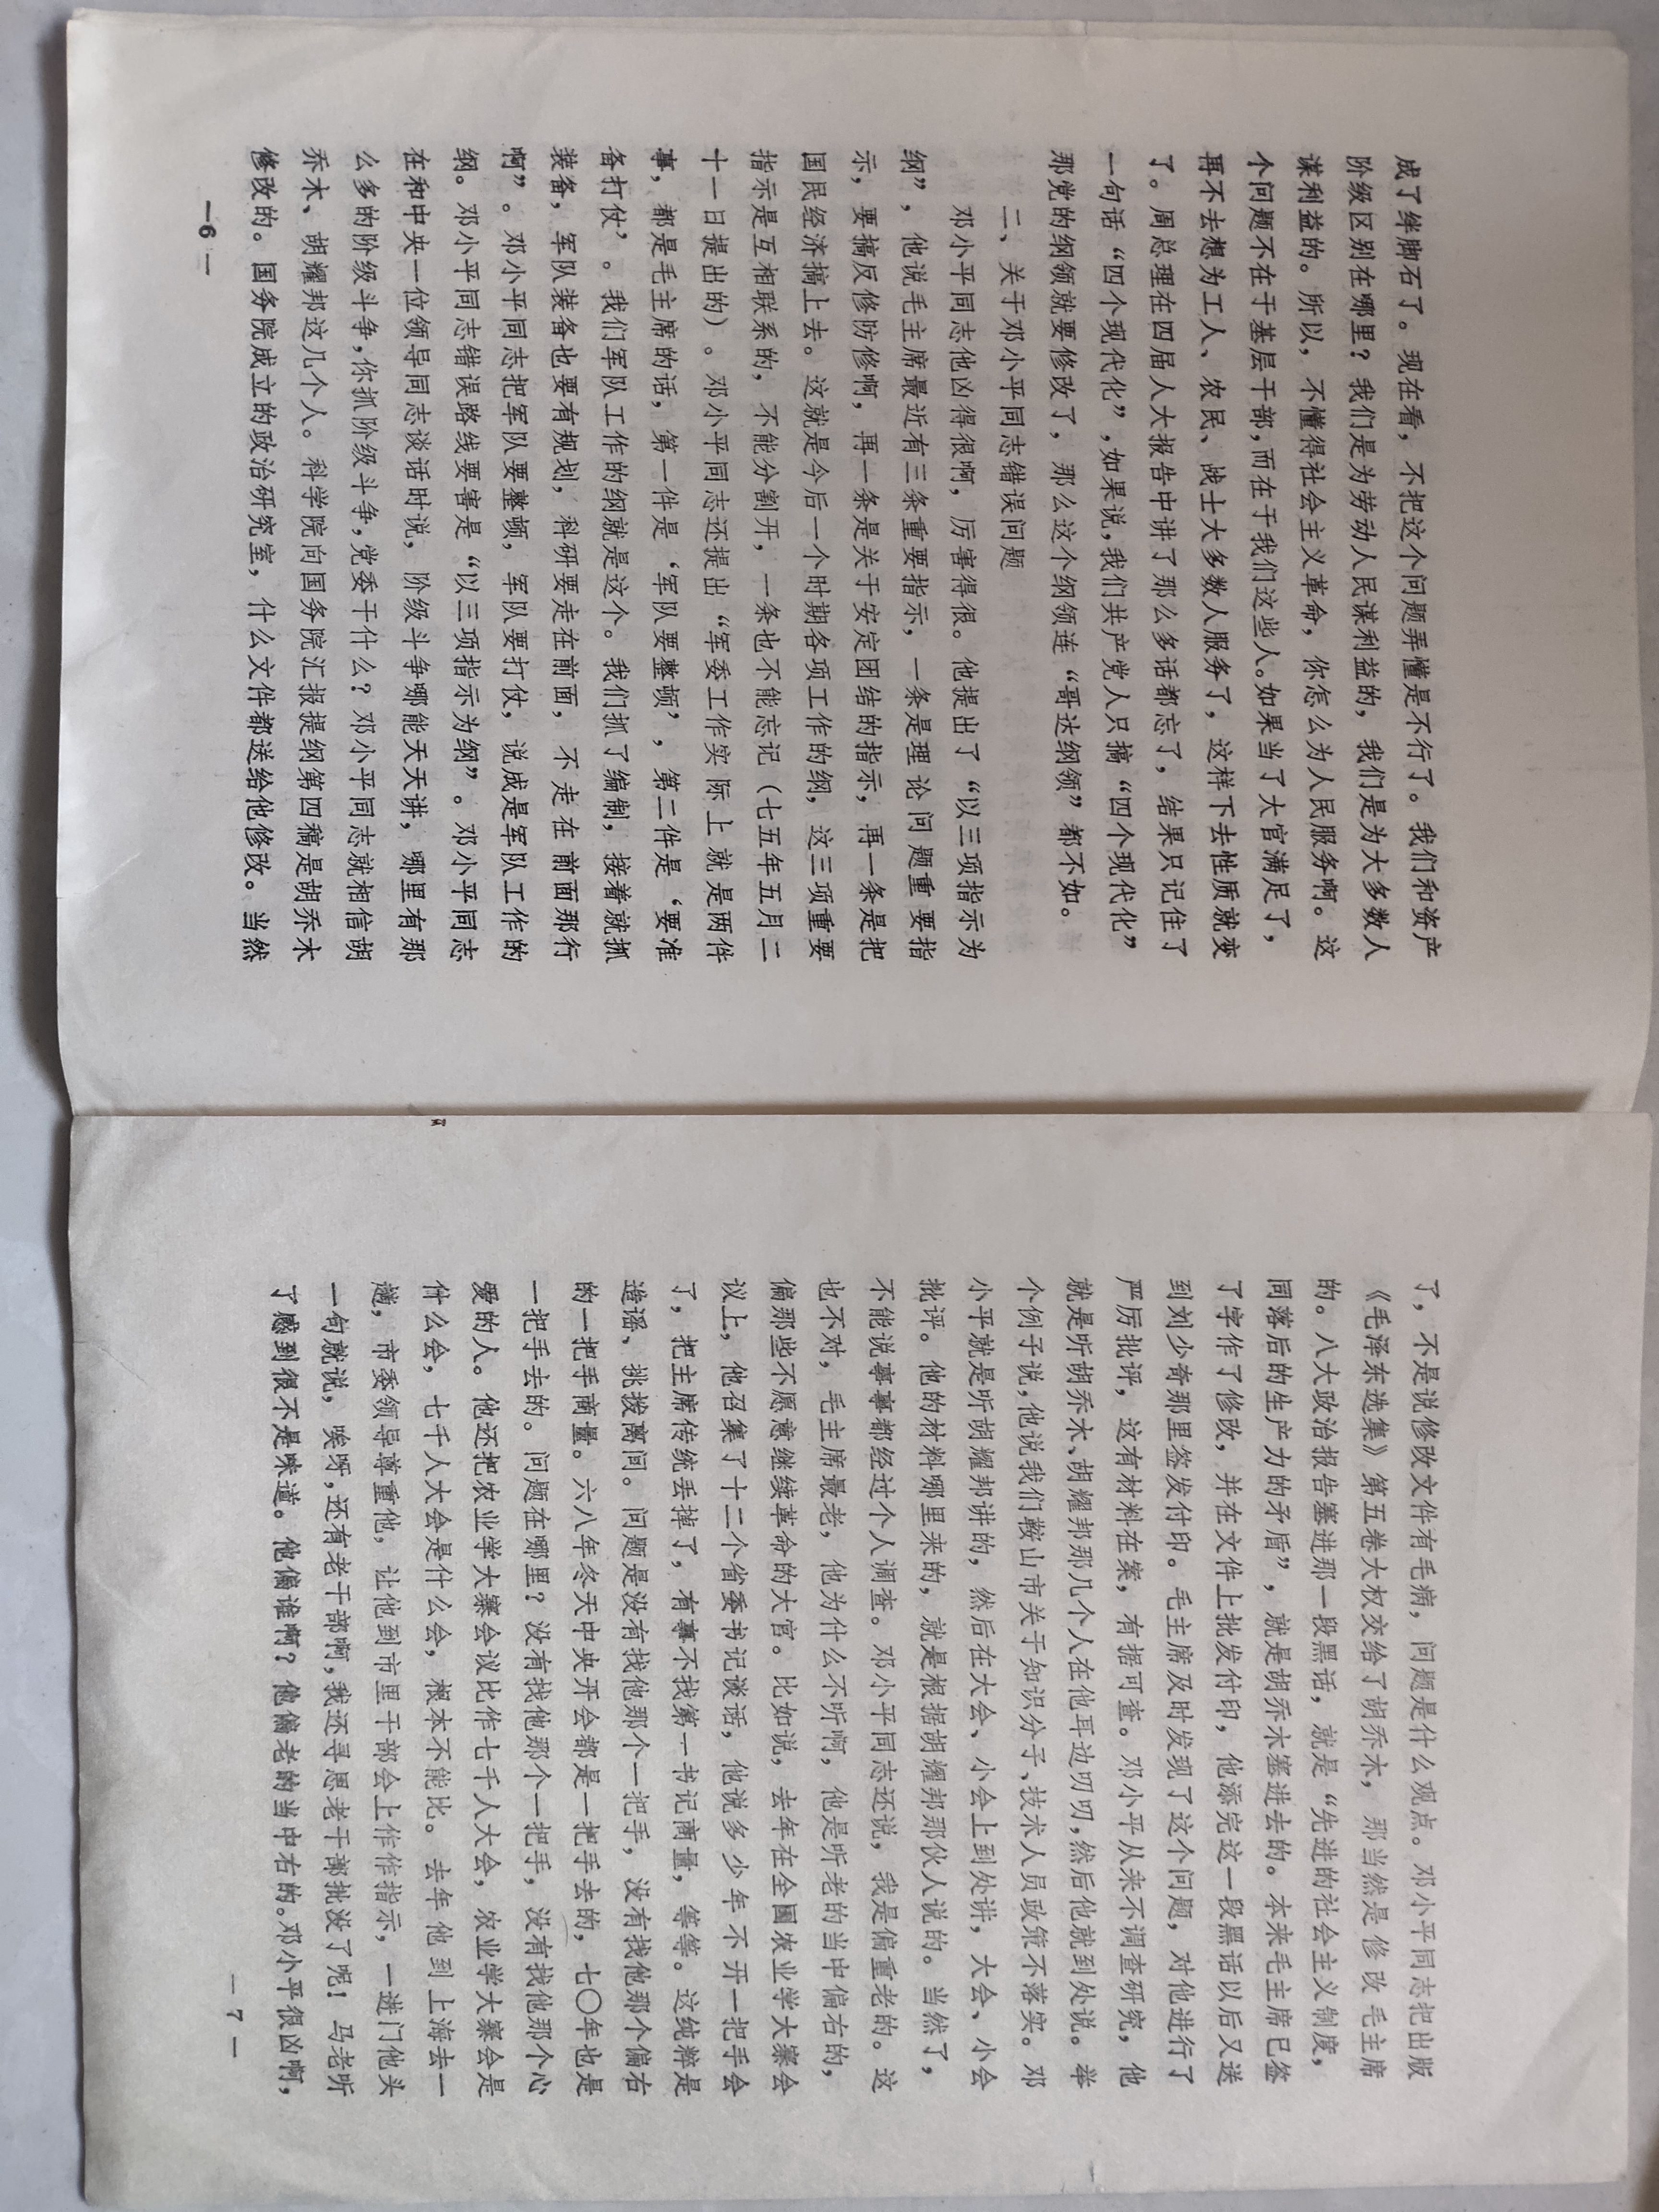 成了绊脚石了。现在看，不把这个问题弄懂是不行了。我们和资产
阶级区别在哪里？我们是为劳动人民谋利益的，我们是为大多数人
谋利益的。所以，不懂得社会主义革命，你怎么为人民服务啊。这
个问题不在于基层干部，而在于我们这些人。如果当了大官满足了，
再不去想为工人、农民、战士大多数人服务了，这样下去性质就变
了。周总理在四届人大报告中讲了那么多话都忘了，结果只记住了
一句话“四个现代化”，如果说，我们共产党人只搞“四个现代化”
那党的纲领就要修改了，那么这个纲领连“哥达纲领”都不如。
二、关于邓小平同志错误问题
邓小平同志他凶得很啊，厉害得很。他提出了“以三项指示为
纲”，他说毛主席最近有三条重要指示，一条是理论问题重要指
示，要搞反修防修啊，再一条是关于安定团结的指示，再一条是把
国民经济搞上去。这就是今后一个时期各项工作的纲，这三项重要
指示是互相联系的，不能分割开，一条也不能忘记（七五年五月二
十一日提出的）。邓小平同志还提出“军委工作实际上就是两件
事，都是毛主席的话，第一件是‘军队要整顿’，第二件是‘要准
备打仗’。我们军队工作的纲就是这个。我们抓了编制，接着就抓
装备，军队装备也要有规划，科研要走在前面，不走在前面那行
啊”。邓小平同志把军队要整顿，军队要打仗，说成是军队工作的
纲。邓小平同志错误路线要害是“以三项指示为纲”。邓小平同志
在和中央一位领导同志谈话时说，阶级斗争哪能天天讲，哪里有那
么多的阶级斗争，你抓阶级斗争，党委干什么？邓小平同志就相信胡
乔木、胡耀邦这几个人。科学院向国务院汇报提纲第四稿是胡乔木
修改的。国务院成立的政治研究室，什么文件都送给他修改。当然
—6—
了，不是说修改文件有毛病，问题是什么观点。邓小平同志把出版
《毛泽东选集》第五卷大权交给了胡乔木，那当然是修改毛主席
的。八大政治报告塞进那一段黑话，就是“先进的社会主义制度，
同落后的生产力的矛盾”，就是胡乔木塞进去的。本来毛主席已签
了字作了修改，并在文件上批发付印，他添完这一段黑话以后又送
到刘少奇那里签发付印。毛主席及时发现了这个问题，对他进行了
严厉批评，这有材料在案，有据可查。邓小平从来不调查研究，他
就是听胡乔木、胡耀邦那几个人在他耳边叨叨，然后他就到处说。举
个例子说，他说我们鞍山市关于知识分子、技术人员政策不落实。邓
小平就是听胡耀邦讲的，然后在大会、小会上到处讲，大会、小会
批评。他的材料哪里来的，就是根据胡耀邦那伙人说的。当然了，
不能说事事都经过个人调查。邓小平同志还说，我是偏重老的。这
也不对，毛主席最老，他为什么不听啊，他是听老的当中偏右的，
偏那些不愿意继续革命的大官。比如说，去年在全国农业学大寨会
议上，他召集了十二个省委书记谈话，他说多少年不开一把手会
了，把主席传统丢掉了，有事不找第一书记商量，等等。这纯粹是
造谣、挑拨离间。问题是没有找他那个一把手，没有找他那个偏右
的一把手商量。六八年冬天中央开会都是一把手去的，七〇年也是
一把手去的。问题在哪里？没有找他那个一把手，没有找他那个心
爱的人。他还把农业学大寨会议比作七千人大会，农业学大寨会是
什么会，七千人大会是什么会，根本不能比。去年他到上海去一
趟，市委领导尊重他，让他到市里干部会上作作指示，一进门他头
一句就说，唉呀，还有老干部啊，我还寻思老干部批没了呢！马老听
了感到很不是味道。他偏谁啊？他偏老的当中右的。邓小平很凶啊，
—7—